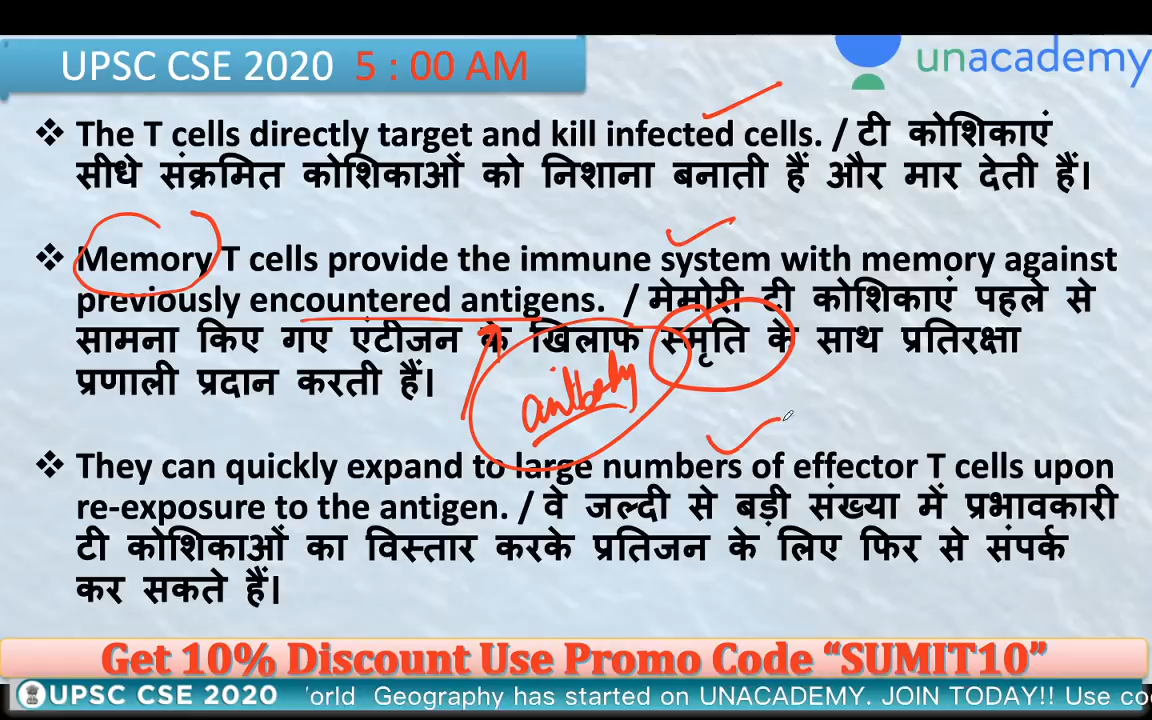 UPSC CSE 2020 5 : 00 AM
unacademy
❖ The T cells directly target and kill infected cells. / टी कोशिकाएं
सीधे संक्रमित कोशिकाओं को निशाना बनाती हैं और मार देती हैं।
❖ Memory T cells provide the immune system with memory against
previously encountered antigens. / मेमोरी टी कोशिकाएं पहले से
सामना किए गए एंटीजन के खिलाफ स्मृति के साथ प्रतिरक्षा
प्रणाली प्रदान करती हैं।
antibody
❖ They can quickly expand to large numbers of effector T cells upon
re-exposure to the antigen. / वे जल्दी से बड़ी संख्या में प्रभावकारी
टी कोशिकाओं का विस्तार करके प्रतिजन के लिए फिर से संपर्क
कर सकते हैं।
Get 10% Discount Use Promo Code “SUMIT10”
UPSC CSE 2020 'orld Geography has started on UNACADEMY. JOIN TODAY!! Use co